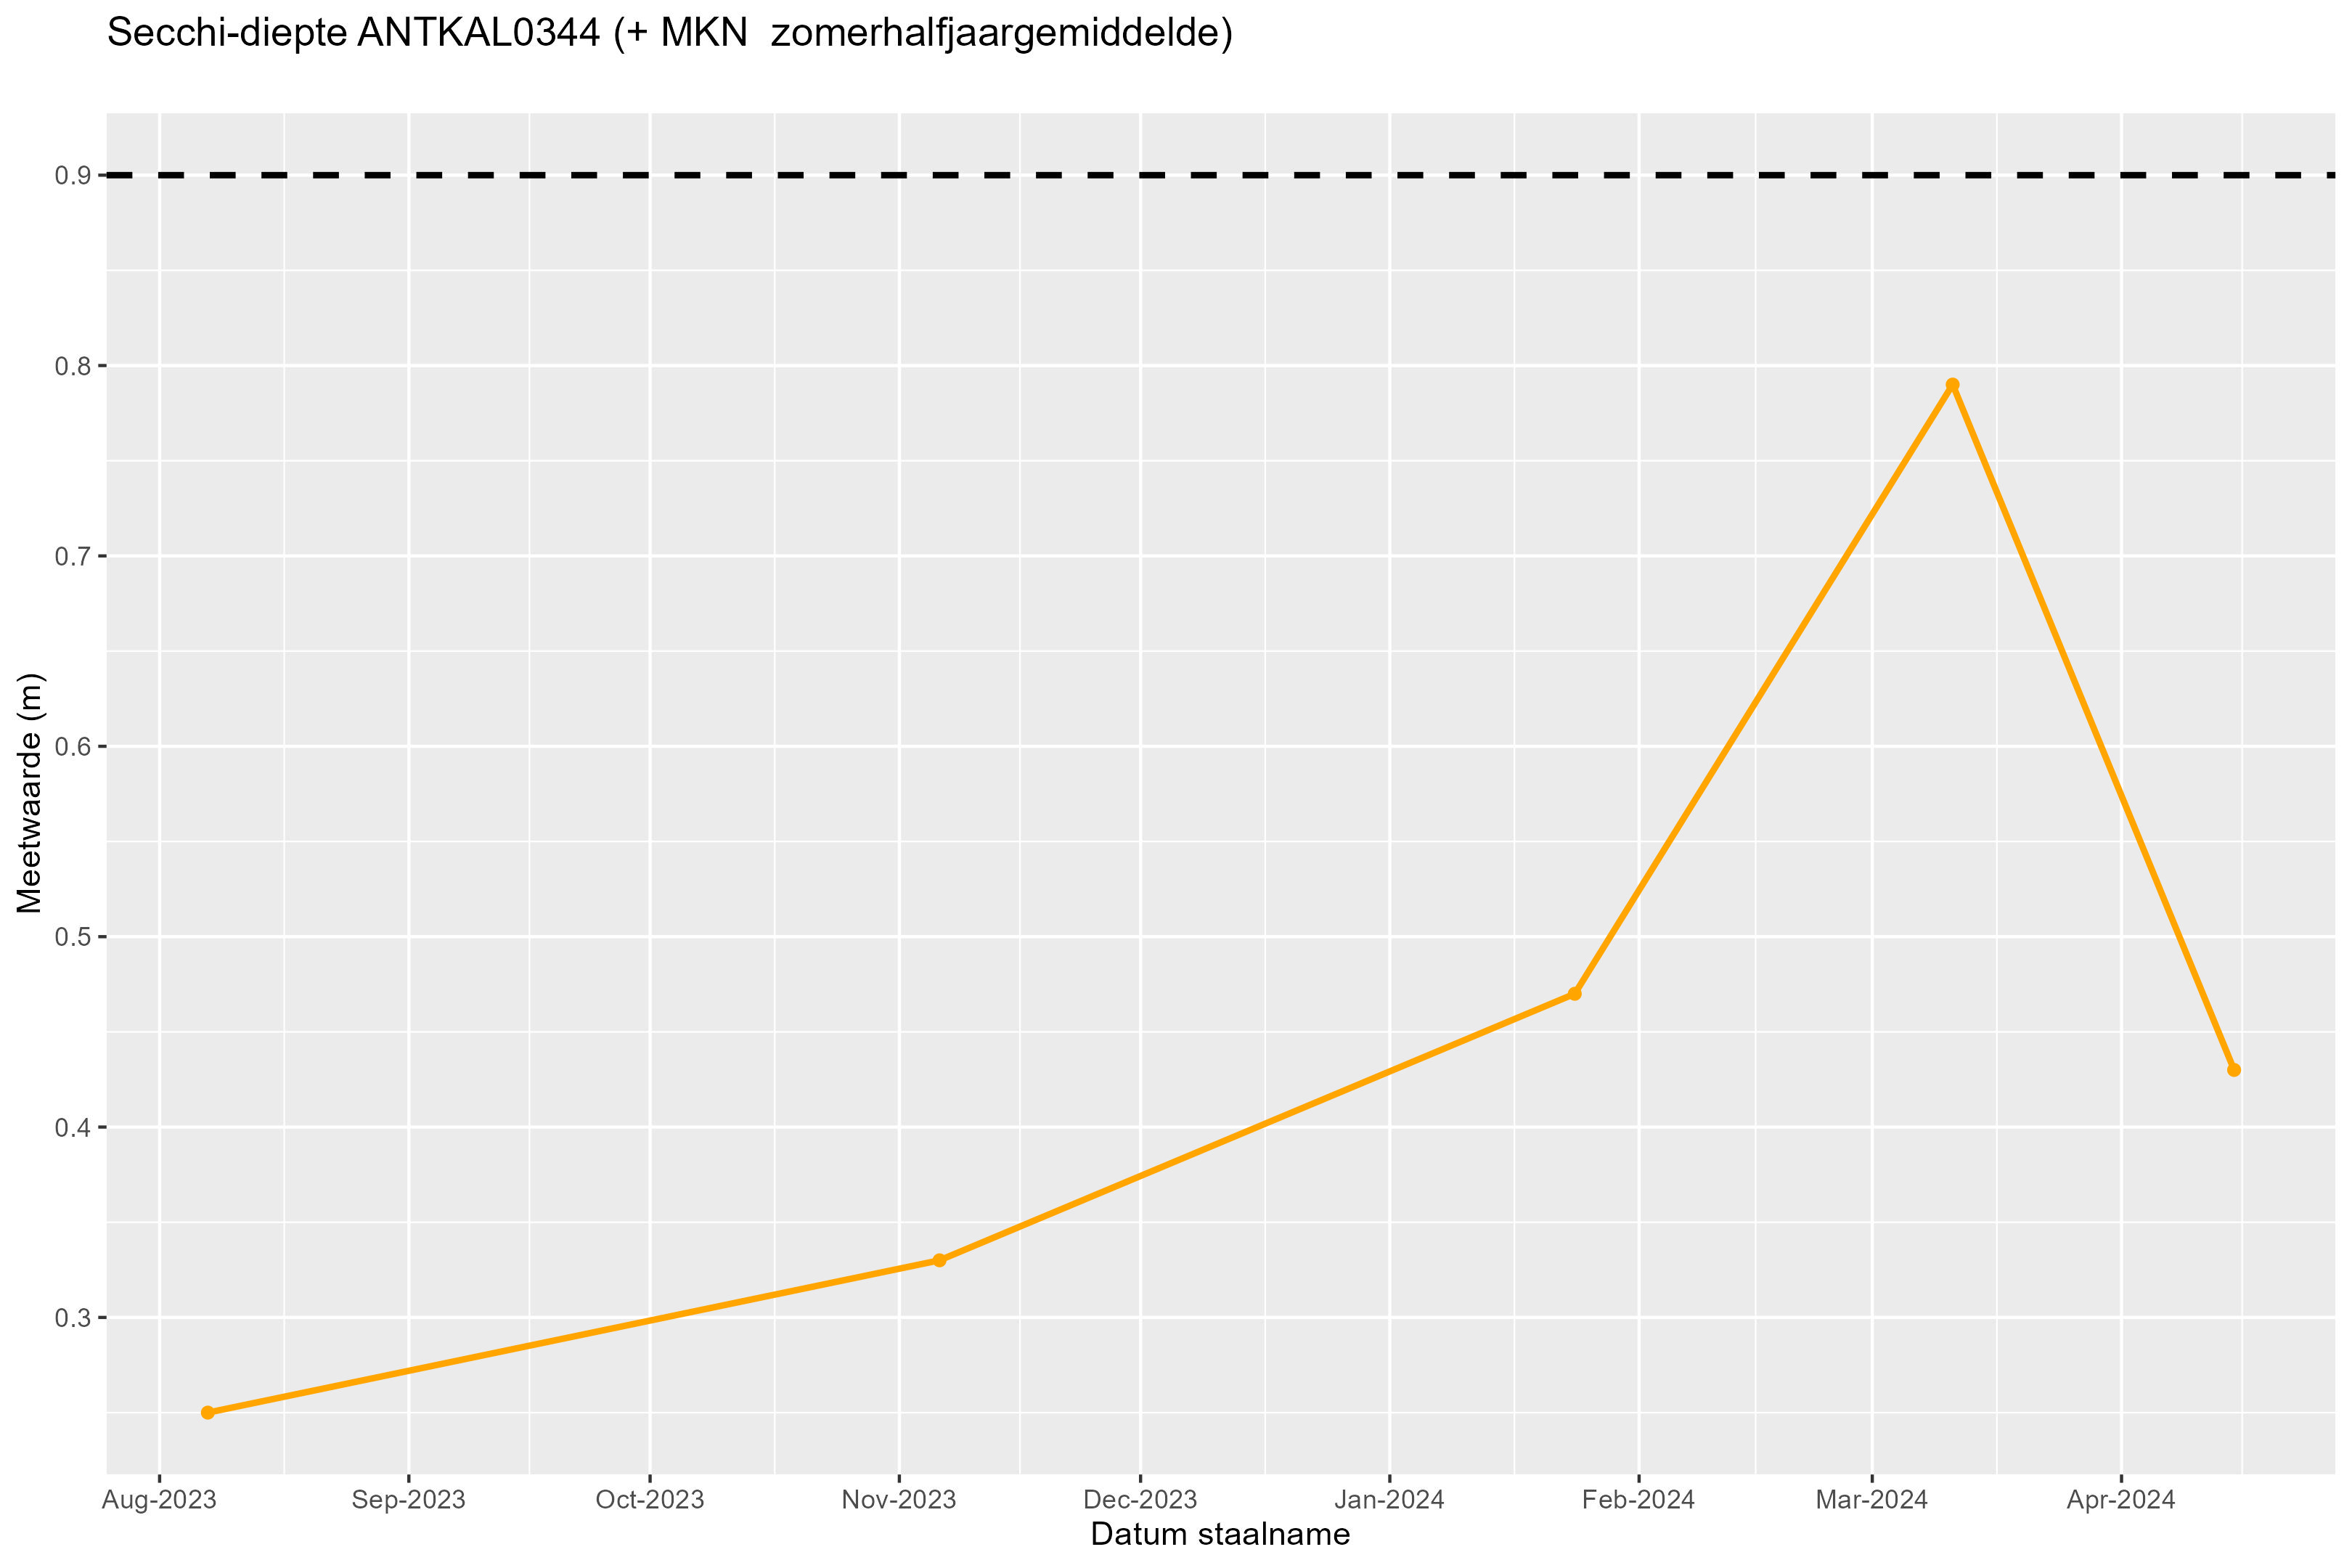 Secchi-diepte ANTKAL0344 (+ MKN  zomerhalfjaargemiddelde)
0.9
0.8
0.7
0.6
0.5
0.4
0.3
Meetwaarde (m)
Aug-2023 Sep-2023 Oct-2023 Nov-2023 Dec-2023 Jan-2024 Feb-2024 Mar-2024 Apr-2024
Datum staalname